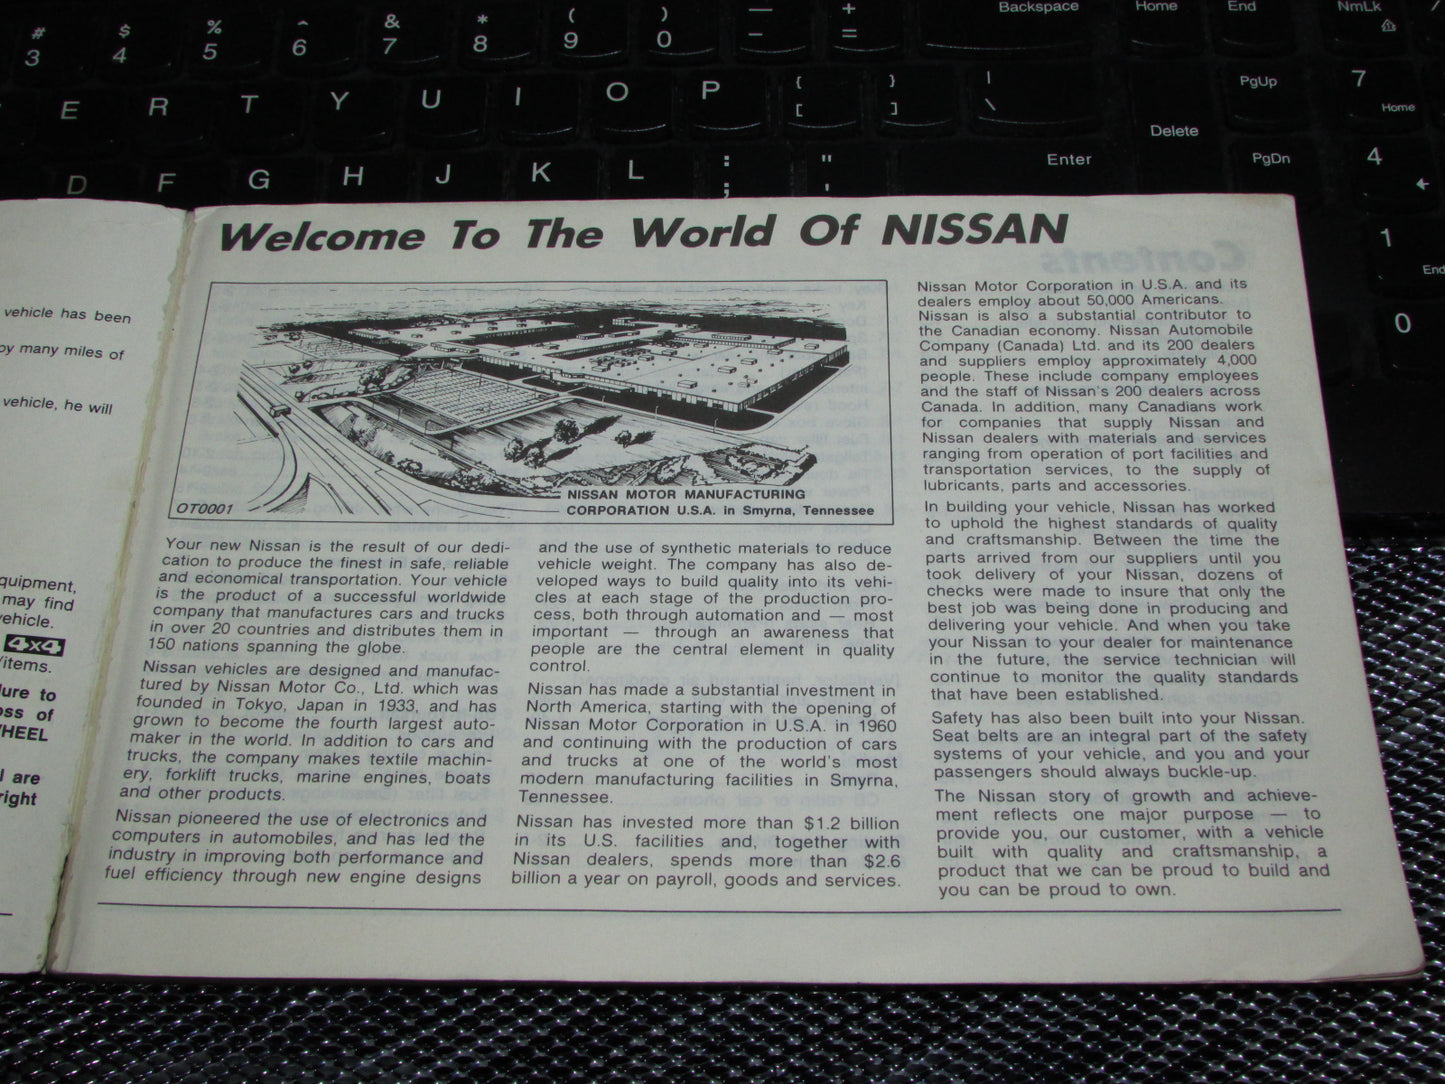 # 3
$ 4
% 5
^ 6
& 7
* 8
( 9
) 0
— –
+ =
Backspace
Home
End
NmLk
E R T Y U I O P
{ [
} ]
| \
Delete
PgUp
7 Home
D F G H J K L
: ;
" '
Enter
PgDn
4
1 End
0
vehicle has been
by many miles of
vehicle, he will
quipment,
may find
vehicle.
4x4
items.
lure to
oss of
WHEEL
l are
right
Welcome To The World Of NISSAN
OT0001
NISSAN MOTOR MANUFACTURING
CORPORATION U.S.A. in Smyrna, Tennessee
Your new Nissan is the result of our dedi-
cation to produce the finest in safe, reliable
and economical transportation. Your vehicle
is the product of a successful worldwide
company that manufactures cars and trucks
in over 20 countries and distributes them in
150 nations spanning the globe.
Nissan vehicles are designed and manufac-
tured by Nissan Motor Co., Ltd. which was
founded in Tokyo, Japan in 1933, and has
grown to become the fourth largest auto-
maker in the world. In addition to cars and
trucks, the company makes textile machin-
ery, forklift trucks, marine engines, boats
and other products.
Nissan pioneered the use of electronics and
computers in automobiles, and has led the
industry in improving both performance and
fuel efficiency through new engine designs
and the use of synthetic materials to reduce
vehicle weight. The company has also de-
veloped ways to build quality into its vehi-
cles at each stage of the production pro-
cess, both through automation and — most
important — through an awareness that
people are the central element in quality
control.
Nissan has made a substantial investment in
North America, starting with the opening of
Nissan Motor Corporation in U.S.A. in 1960
and continuing with the production of cars
and trucks at one of the world's most
modern manufacturing facilities in Smyrna,
Tennessee.
Nissan has invested more than $1.2 billion
in its U.S. facilities and, together with
Nissan dealers, spends more than $2.6
billion a year on payroll, goods and services.
Nissan Motor Corporation in U.S.A. and its
dealers employ about 50,000 Americans.
Nissan is also a substantial contributor to
the Canadian economy. Nissan Automobile
Company (Canada) Ltd. and its 200 dealers
and suppliers employ approximately 4,000
people. These include company employees
and the staff of Nissan's 200 dealers across
Canada. In addition, many Canadians work
for companies that supply Nissan and
Nissan dealers with materials and services
ranging from operation of port facilities and
transportation services, to the supply of
lubricants, parts and accessories.
In building your vehicle, Nissan has worked
to uphold the highest standards of quality
and craftsmanship. Between the time the
parts arrived from our suppliers until you
took delivery of your Nissan, dozens of
checks were made to insure that only the
best job was being done in producing and
delivering your vehicle. And when you take
your Nissan to your dealer for maintenance
in the future, the service technician will
continue to monitor the quality standards
that have been established.
Safety has also been built into your Nissan.
Seat belts are an integral part of the safety
systems of your vehicle, and you and your
passengers should always buckle-up.
The Nissan story of growth and achieve-
ment reflects one major purpose — to
provide you, our customer, with a vehicle
built with quality and craftsmanship, a
product that we can be proud to build and
you can be proud to own.